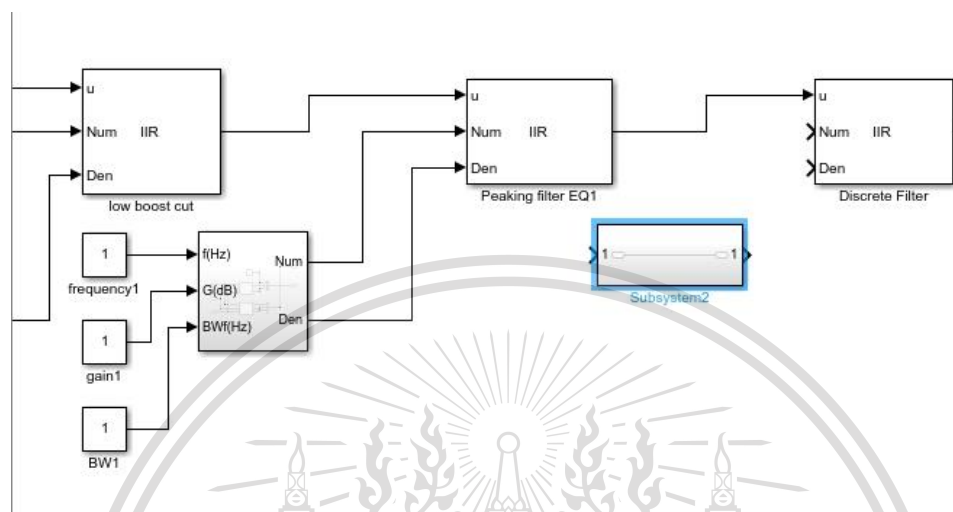 u
Num IIR
Den
low boost cut
u
Num IIR
Den
Peaking filter EQ1
u
Num IIR
Den
Discrete Filter
1
frequency1
1
gain1
1
BW1
f(Hz)
G(dB)
BWf(Hz)
Num
Den
1 1
Subsystem2